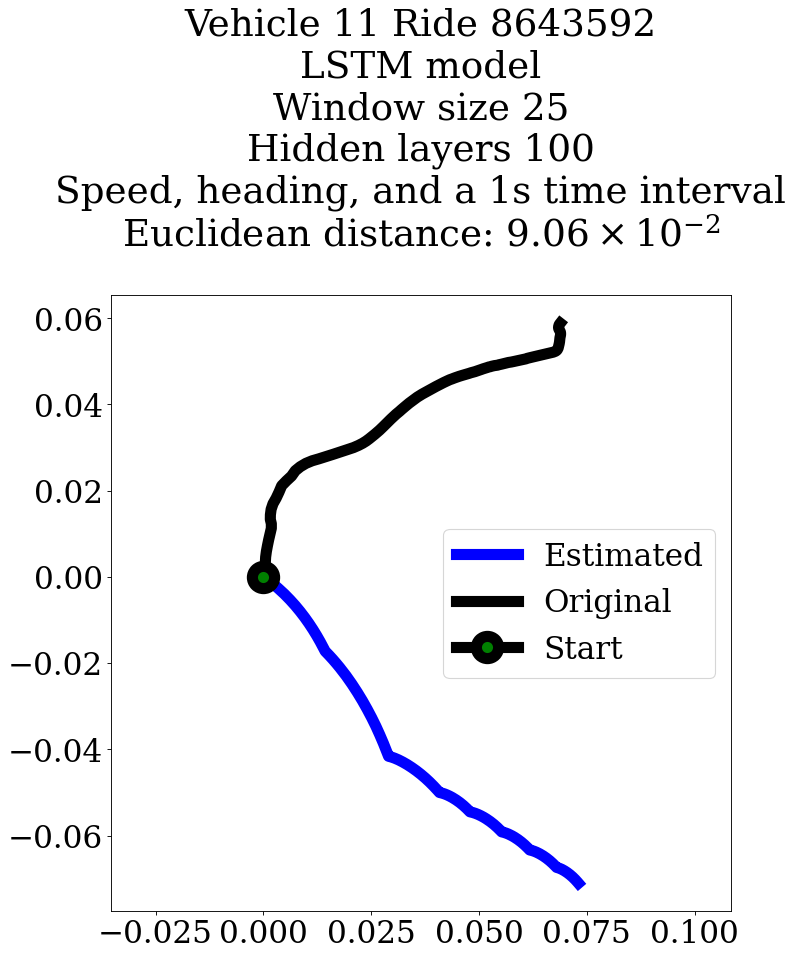 Vehicle 11 Ride 8643592
LSTM model
Window size 25
Hidden layers 100
Speed, heading, and a 1s time interval
Euclidean distance: 9.06 × 10⁻²
0.06
0.04
0.02
0.00
−0.02
−0.04
−0.06
Estimated
Original
Start
−0.025 0.000 0.025 0.050 0.075 0.100